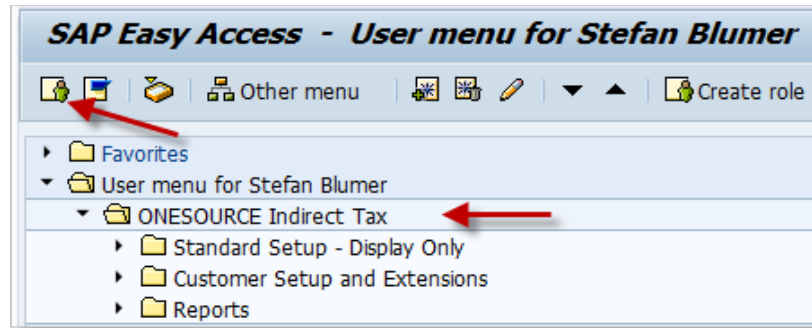 SAP Easy Access - User menu for Stefan Blumer
Other menu Create role
Favorites
User menu for Stefan Blumer
ONESOURCE Indirect Tax
Standard Setup - Display Only
Customer Setup and Extensions
Reports